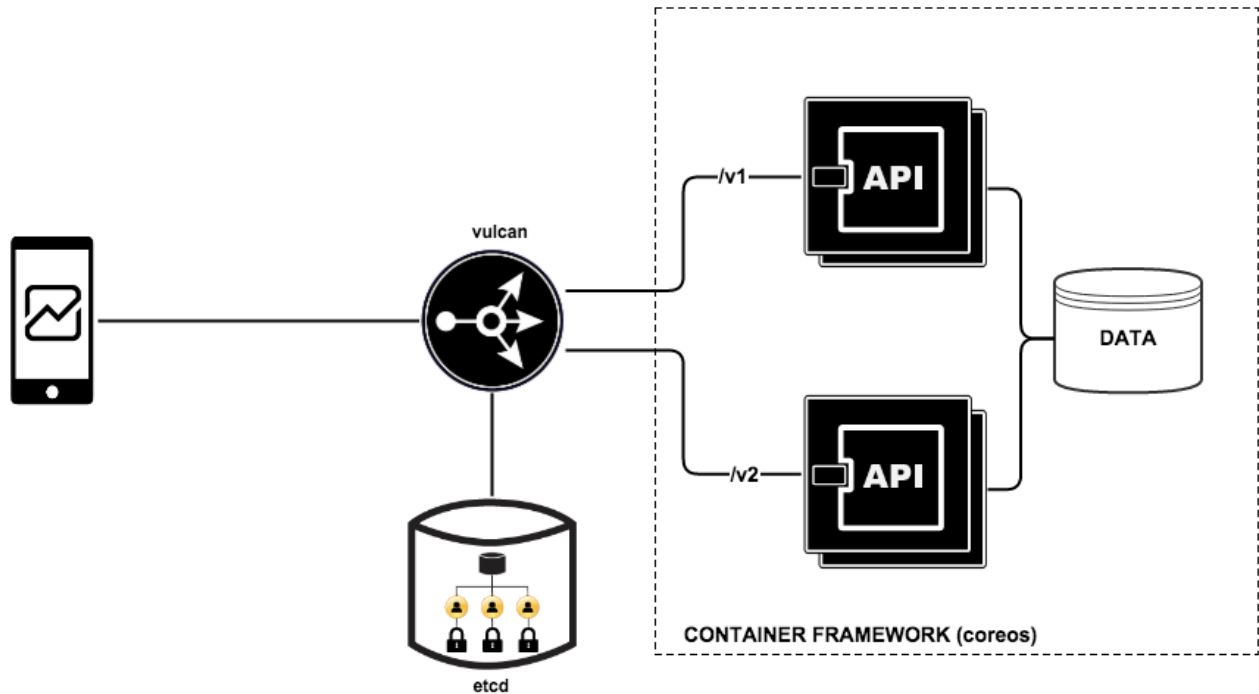 vulcan
/v1
API
DATA
/v2
API
CONTAINER FRAMEWORK (coreos)
etcd